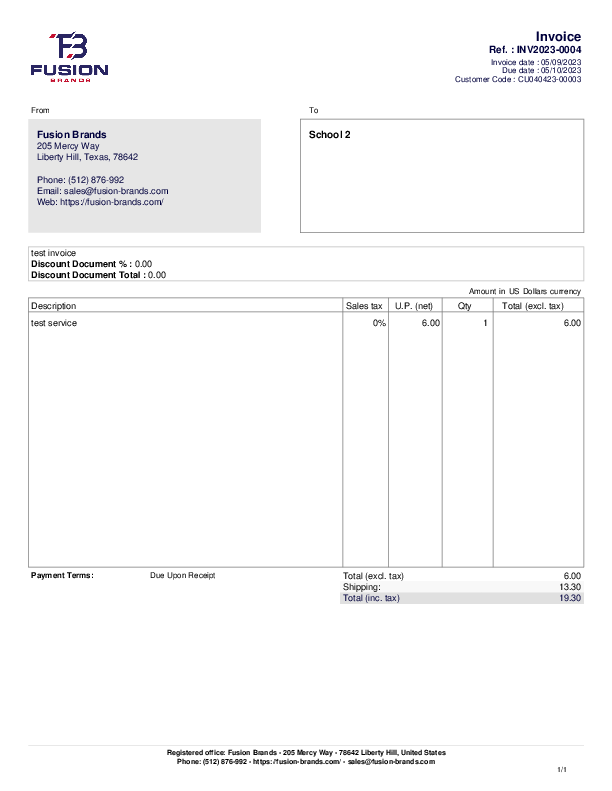 FB
FUSION
BRANDS
Invoice
Ref. : INV2023-0004
Invoice date : 05/09/2023
Due date : 05/10/2023
Customer Code : CU040423-00003
From
To
Fusion Brands
205 Mercy Way
Liberty Hill, Texas, 78642
Phone: (512) 876-992
Email: sales@fusion-brands.com
Web: https://fusion-brands.com/
School 2
test invoice
Discount Document % : 0.00
Discount Document Total : 0.00
Amount in US Dollars currency
Description Sales tax U.P. (net) Qty Total (excl. tax)
test service 0% 6.00 1 6.00
Payment Terms: Due Upon Receipt
Total (excl. tax) 6.00
Shipping: 13.30
Total (inc. tax) 19.30
Registered office: Fusion Brands - 205 Mercy Way - 78642 Liberty Hill, United States
Phone: (512) 876-992 - https://fusion-brands.com/ - sales@fusion-brands.com
1/1